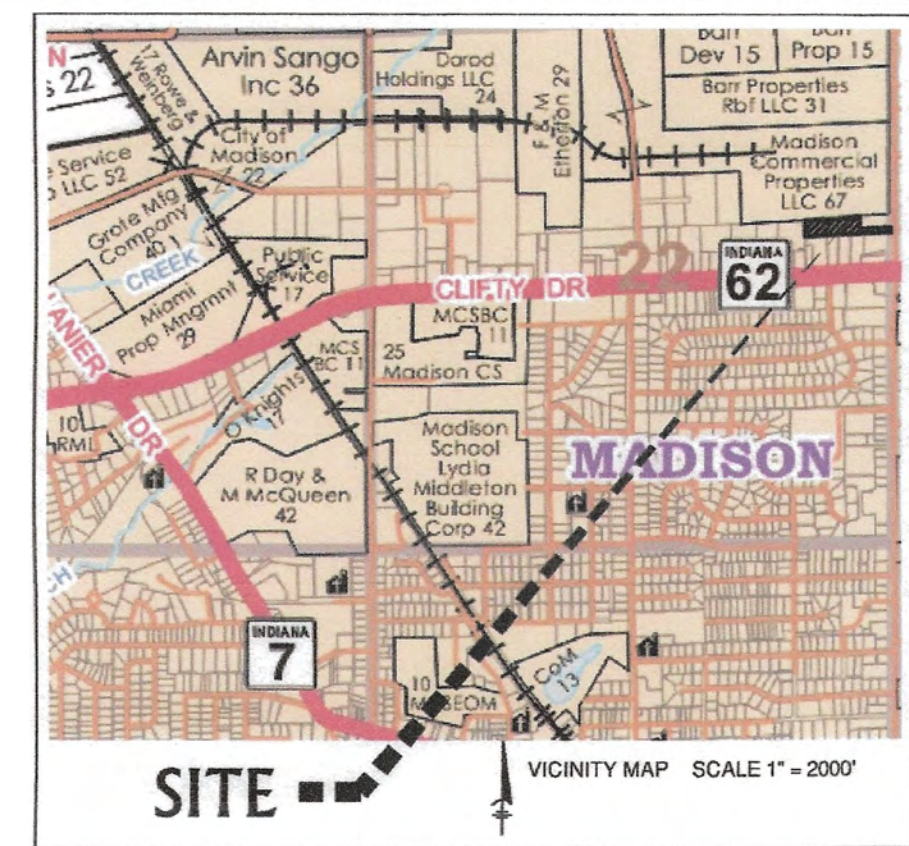 N
s 22
17 Rowe &
Weinberg
Arvin Sango
Inc 36
Darod
Holdings LLC
24
F & M
Etherton 29
Dev 15
Prop 15
Barr Properties
Rbf LLC 31
Madison
Commercial
Properties
LLC 67
City of
Madison
22
e Service
LLC 52
Grote Mfg
Company
40
CREEK
Public
Service
17
Miami
Prop Mngmnt
29
CLIFTY DR
22
INDIANA
62
ANIER
DR
MCS
BC 11
MCSBC
11
25
Madison CS
O Knights
17
10
RMI
R Day &
M McQueen
42
Madison
School
Lydia
Middleton
Building
Corp 42
MADISON
CH
INDIANA
7
10
CoM
13
SITE
VICINITY MAP SCALE 1" = 2000'